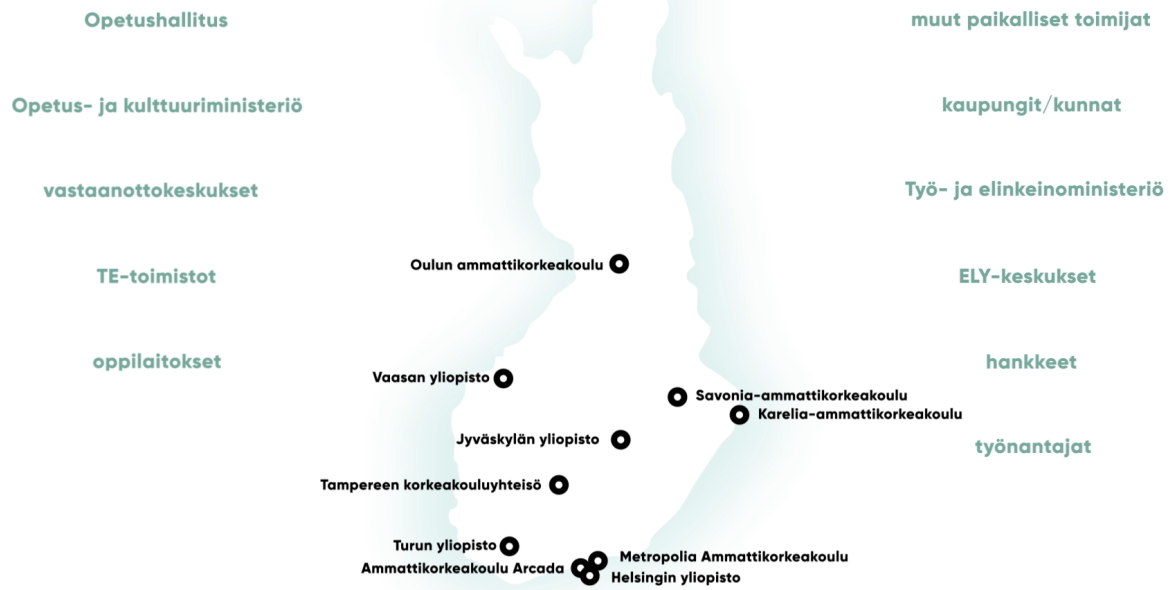 Opetushallitus
muut paikalliset toimijat
Opetus- ja kulttuuriministeriö
kaupungit/kunnat
vastaanottokeskukset
Työ- ja elinkeinoministeriö
Oulun ammattikorkeakoulu
TE-toimistot
ELY-keskukset
oppilaitokset
hankkeet
Vaasan yliopisto
Savonia-ammattikorkeakoulu
Karelia-ammattikorkeakoulu
Jyväskylän yliopisto
työnantajat
Tampereen korkeakouluyhteisö
Turun yliopisto
Metropolia Ammattikorkeakoulu
Ammattikorkeakoulu Arcada
Helsingin yliopisto